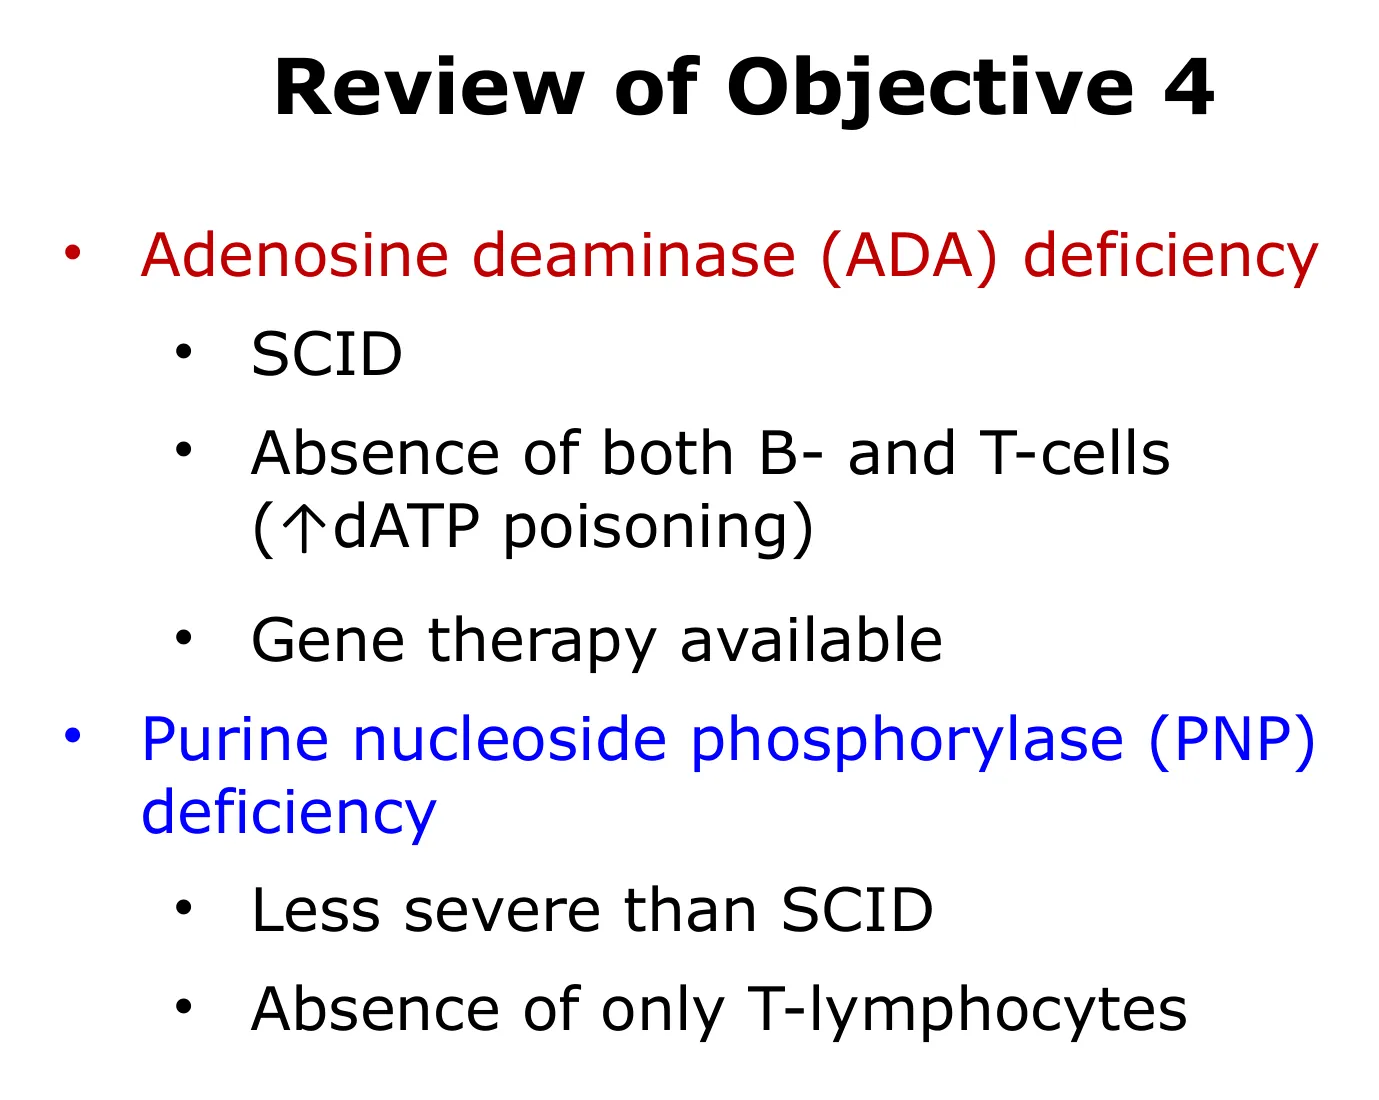 Review of Objective 4
• Adenosine deaminase (ADA) deficiency
• SCID
• Absence of both B- and T-cells
(↑dATP poisoning)
• Gene therapy available
• Purine nucleoside phosphorylase (PNP)
deficiency
• Less severe than SCID
• Absence of only T-lymphocytes